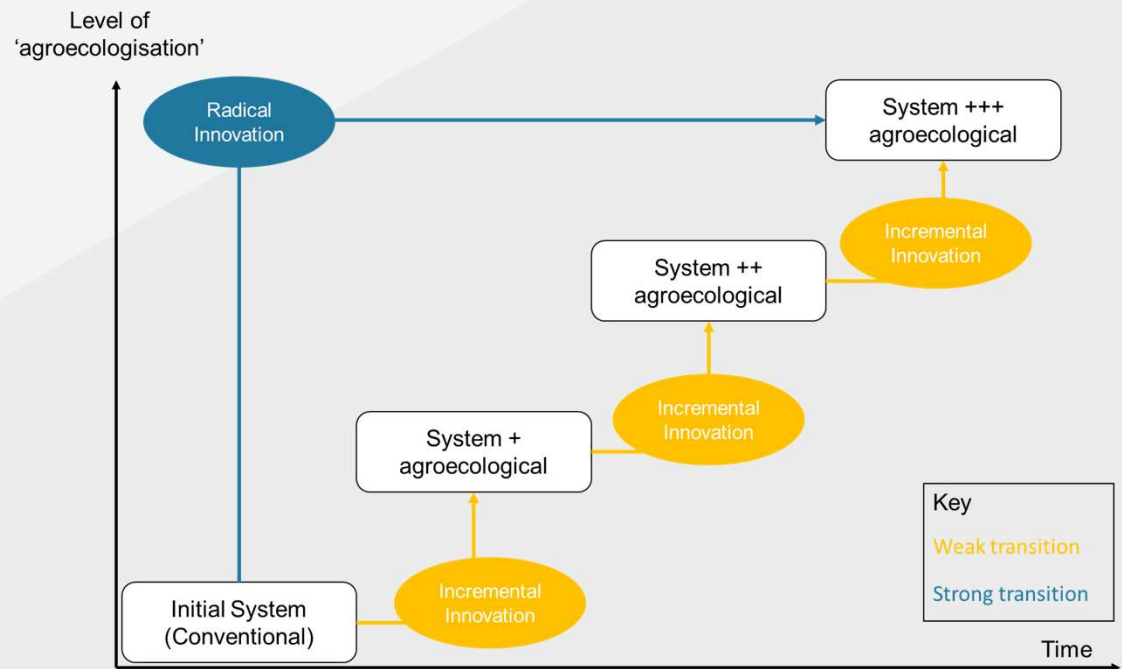 Level of
‘agroecologisation’
Radical
Innovation
System +++
agroecological
Incremental
Innovation
System ++
agroecological
Incremental
Innovation
System +
agroecological
Incremental
Innovation
Initial System
(Conventional)
Key
Weak transition
Strong transition
Time